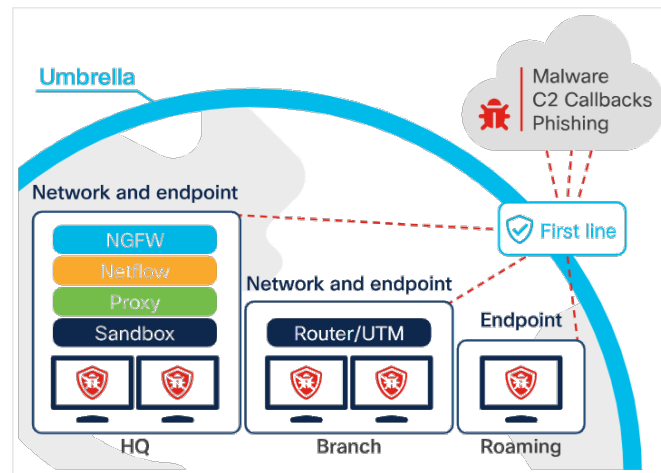 Umbrella
Malware
C2 Callbacks
Phishing
Network and endpoint
First line
NGFW
Netflow
Proxy
Sandbox
Network and endpoint
Router/UTM
Endpoint
HQ
Branch
Roaming